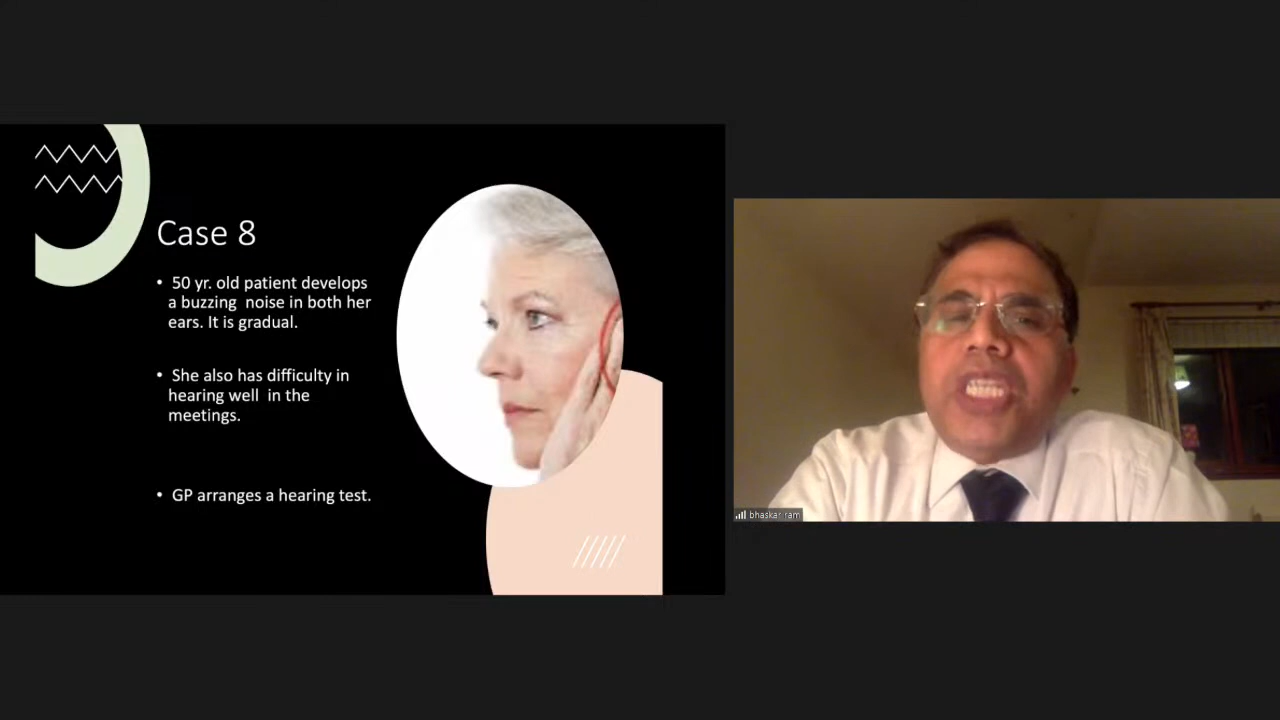 Case 8
• 50 yr. old patient develops
a buzzing noise in both her
ears. It is gradual.
• She also has difficulty in
hearing well in the
meetings.
• GP arranges a hearing test.
bhaskar ram